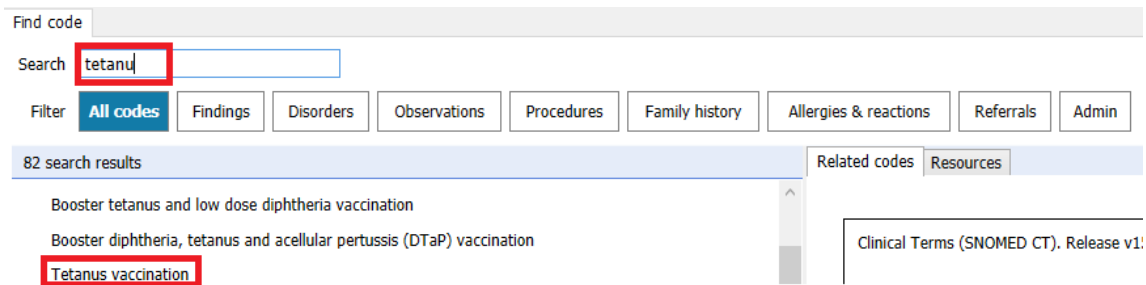 Find code
Search tetanu
Filter All codes Findings Disorders Observations Procedures Family history Allergies & reactions Referrals Admin
82 search results Related codes Resources
Booster tetanus and low dose diphtheria vaccination
Booster diphtheria, tetanus and acellular pertussis (DTaP) vaccination Clinical Terms (SNOMED CT). Release
Tetanus vaccination